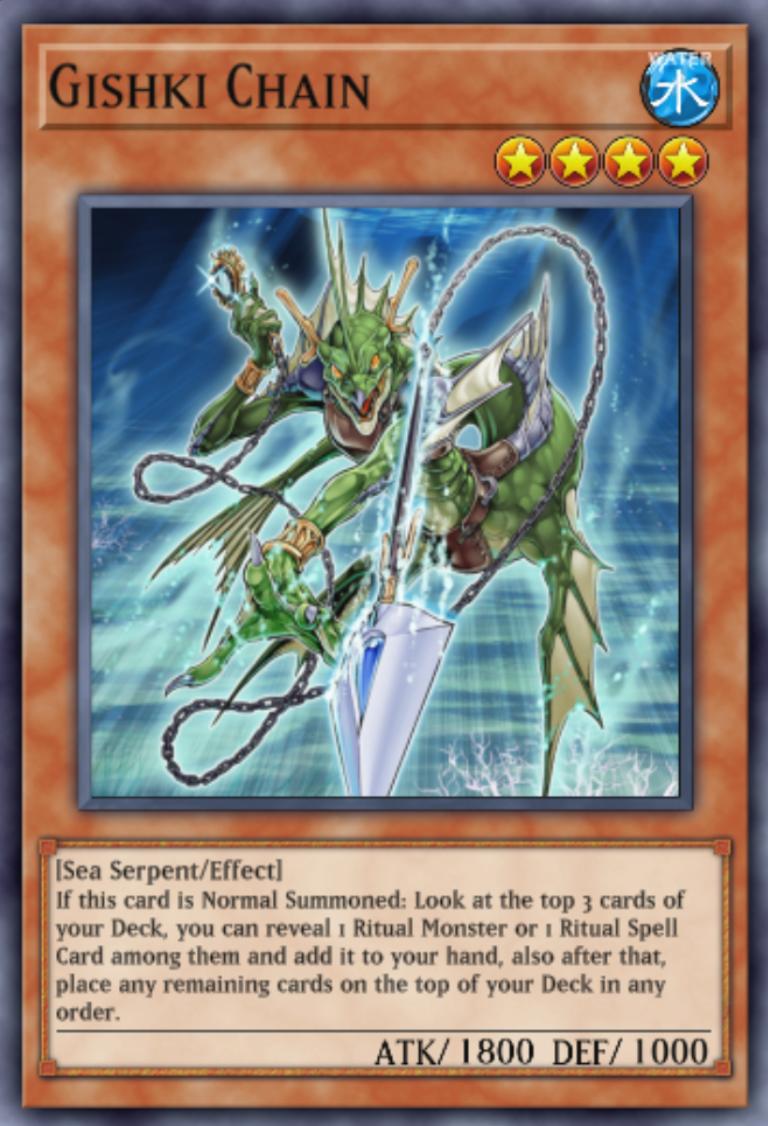 GISHKI CHAIN
WATER
水
[Sea Serpent/Effect]
If this card is Normal Summoned: Look at the top 3 cards of
your Deck, you can reveal 1 Ritual Monster or 1 Ritual Spell
Card among them and add it to your hand, also after that,
place any remaining cards on the top of your Deck in any
order.
ATK/ 1800 DEF/ 1000